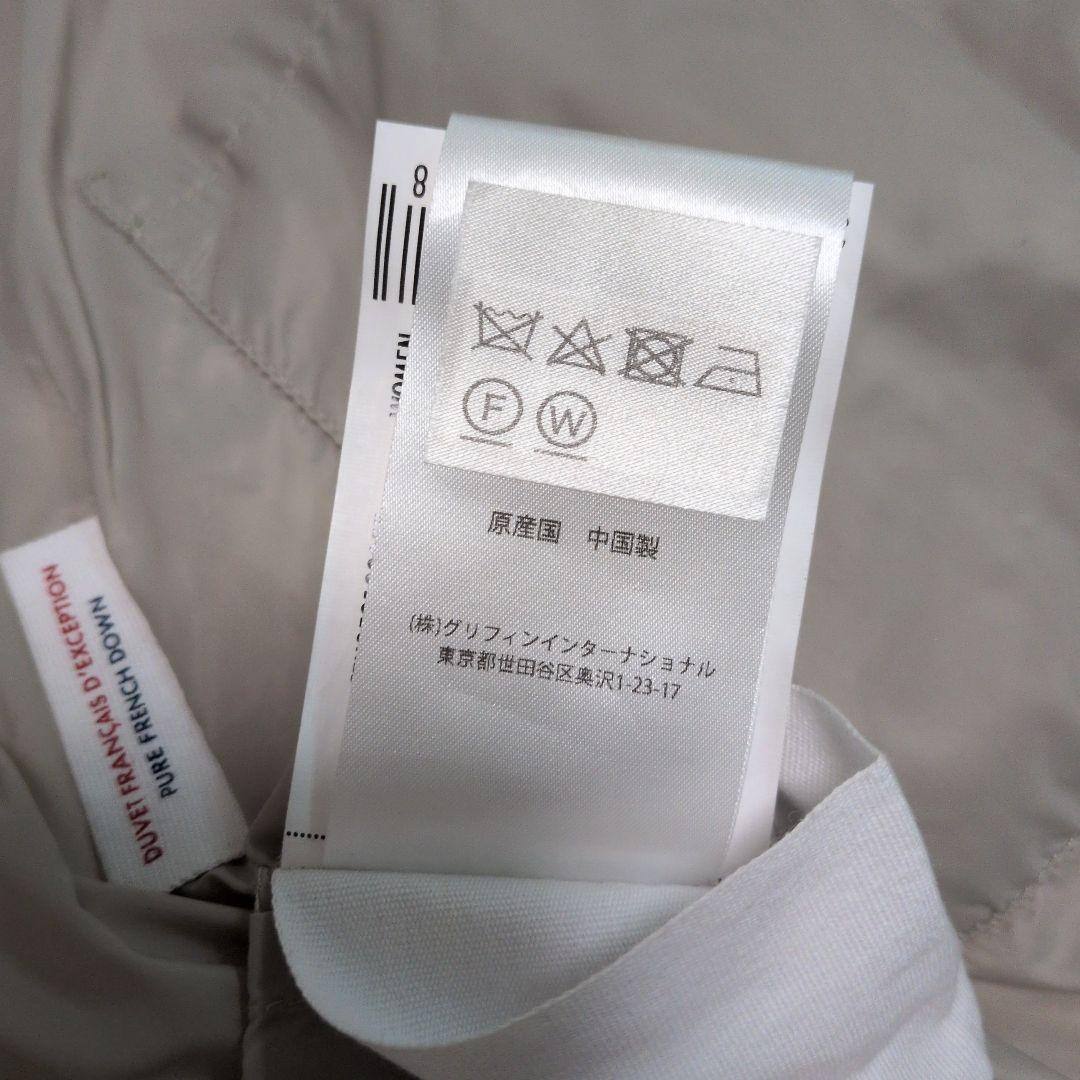 8
WOMEN
F W
原産国　中国製
(株)グリフィンインターナショナル
東京都世田谷区奥沢1-23-17
DUVET FRANÇAIS D'EXCEPTION
PURE FRENCH DOWN